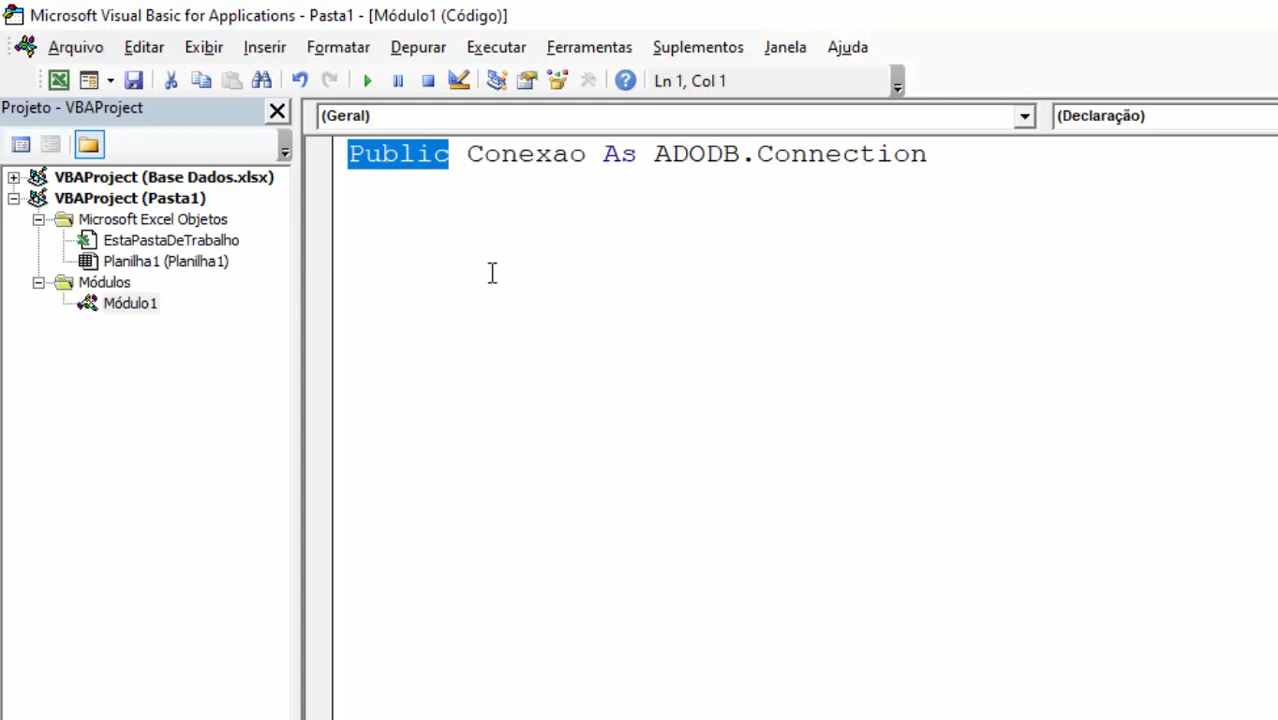 Microsoft Visual Basic for Applications - Pasta1 - [Módulo1 (Código)]
Arquivo Editar Exibir Inserir Formatar Depurar Executar Ferramentas Suplementos Janela Ajuda
Ln 1, Col 1
Projeto - VBAProject
(Geral) (Declaração)
Public Conexao As ADODB.Connection
VBAProject (Base Dados.xlsx)
VBAProject (Pasta1)
Microsoft Excel Objetos
EstaPastaDeTrabalho
Planilha1 (Planilha1)
Módulos
Módulo1